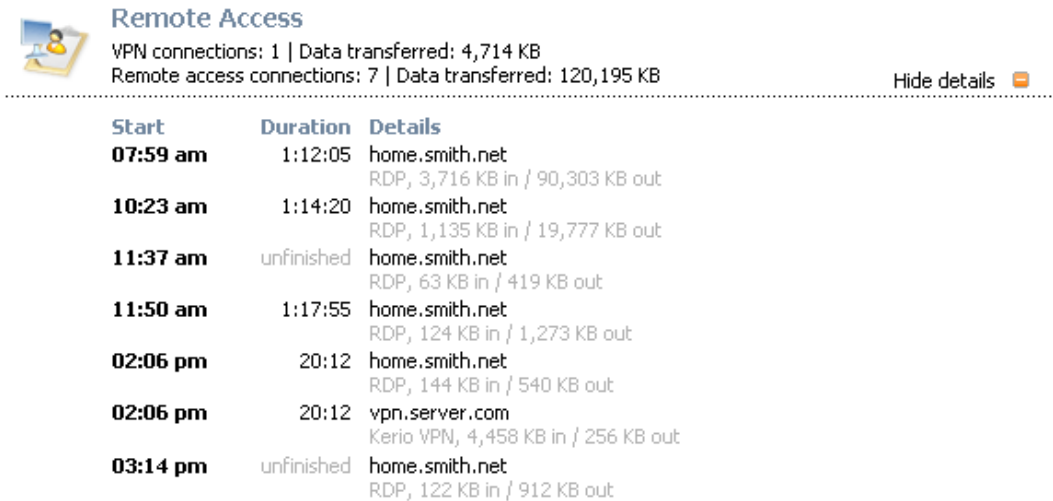 Remote Access
VPN connections: 1 | Data transferred: 4,714 KB
Remote access connections: 7 | Data transferred: 120,195 KB
Hide details
Start Duration Details
07:59 am 1:12:05 home.smith.net
RDP, 3,716 KB in / 90,303 KB out
10:23 am 1:14:20 home.smith.net
RDP, 1,135 KB in / 19,777 KB out
11:37 am unfinished home.smith.net
RDP, 63 KB in / 419 KB out
11:50 am 1:17:55 home.smith.net
RDP, 124 KB in / 1,273 KB out
02:06 pm 20:12 home.smith.net
RDP, 144 KB in / 540 KB out
02:06 pm 20:12 vpn.server.com
Kerio VPN, 4,458 KB in / 256 KB out
03:14 pm unfinished home.smith.net
RDP, 122 KB in / 912 KB out